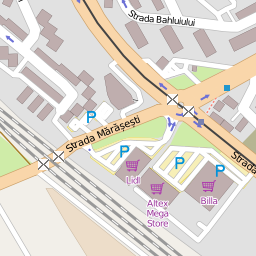 Strada Bahluiului
P
Strada Mărășești
Strada
P
P
P
Lidl
Altex
Mega
Store
Billa